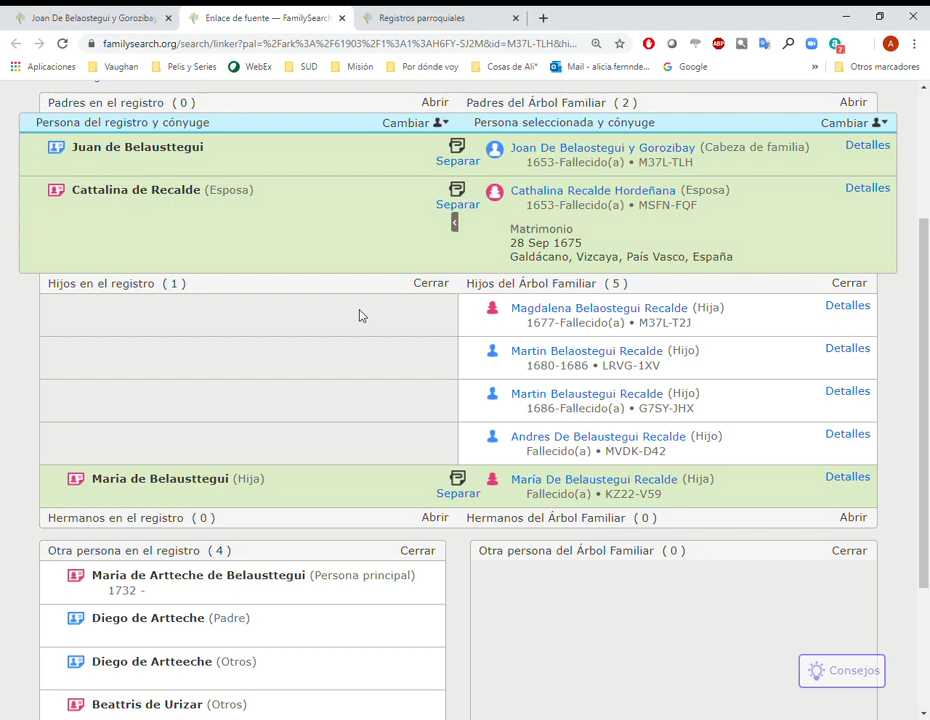 Joan De Belaostegui y Gorozibay
Enlace de fuente — FamilySearch
Registros parroquiales
familysearch.org/search/linker?pal=%2Fark%3A%2F61903%2F1%3A1%3AH6FY-SJ2M&id=M37L-TLH&hi...
ABP
7
A
Aplicaciones
Vaughan
Pelis y Series
WebEx
SUD
Misión
Por dónde voy
Cosas de Ali*
Mail - alicia.fernnde...
Google
»
Otros marcadores
Padres en el registro ( 0 )
Abrir
Padres del Árbol Familiar ( 2 )
Abrir
Persona del registro y cónyuge
Cambiar
Persona seleccionada y cónyuge
Cambiar
Juan de Belausttegui
Separar
Joan De Belaostegui y Gorozibay (Cabeza de familia)
1653-Fallecido(a) • M37L-TLH
Detalles
Cattalina de Recalde (Esposa)
Separar
Cathalina Recalde Hordeñana (Esposa)
1653-Fallecido(a) • MSFN-FQF
Detalles
Matrimonio
28 Sep 1675
Galdácano, Vizcaya, País Vasco, España
Hijos en el registro ( 1 )
Cerrar
Hijos del Árbol Familiar ( 5 )
Cerrar
Magdalena Belaostegui Recalde (Hija)
1677-Fallecido(a) • M37L-T2J
Detalles
Martin Belaostegui Recalde (Hijo)
1680-1686 • LRVG-1XV
Detalles
Martin Belaustegui Recalde (Hijo)
1686-Fallecido(a) • G7SY-JHX
Detalles
Andres De Belaustegui Recalde (Hijo)
Fallecido(a) • MVDK-D42
Detalles
Maria de Belausttegui (Hija)
Separar
María De Belaustegui Recalde (Hija)
Fallecido(a) • KZ22-V59
Detalles
Hermanos en el registro ( 0 )
Abrir
Hermanos del Árbol Familiar ( 0 )
Abrir
Otra persona en el registro ( 4 )
Cerrar
Otra persona del Árbol Familiar ( 0 )
Cerrar
Maria de Artteche de Belausttegui (Persona principal)
1732 -
Diego de Artteche (Padre)
Diego de Artteeche (Otros)
Beattris de Urizar (Otros)
Consejos